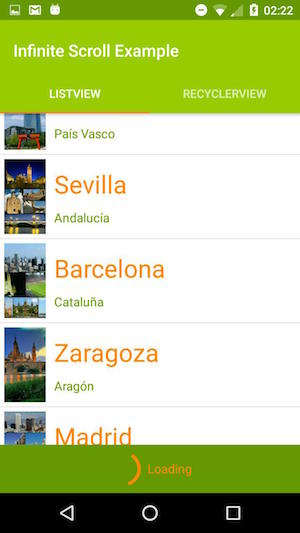 02:22
Infinite Scroll Example
LISTVIEW
RECYCLERVIEW
País Vasco
Sevilla
Andalucía
Barcelona
Cataluña
Zaragoza
Aragón
Madrid
Loading